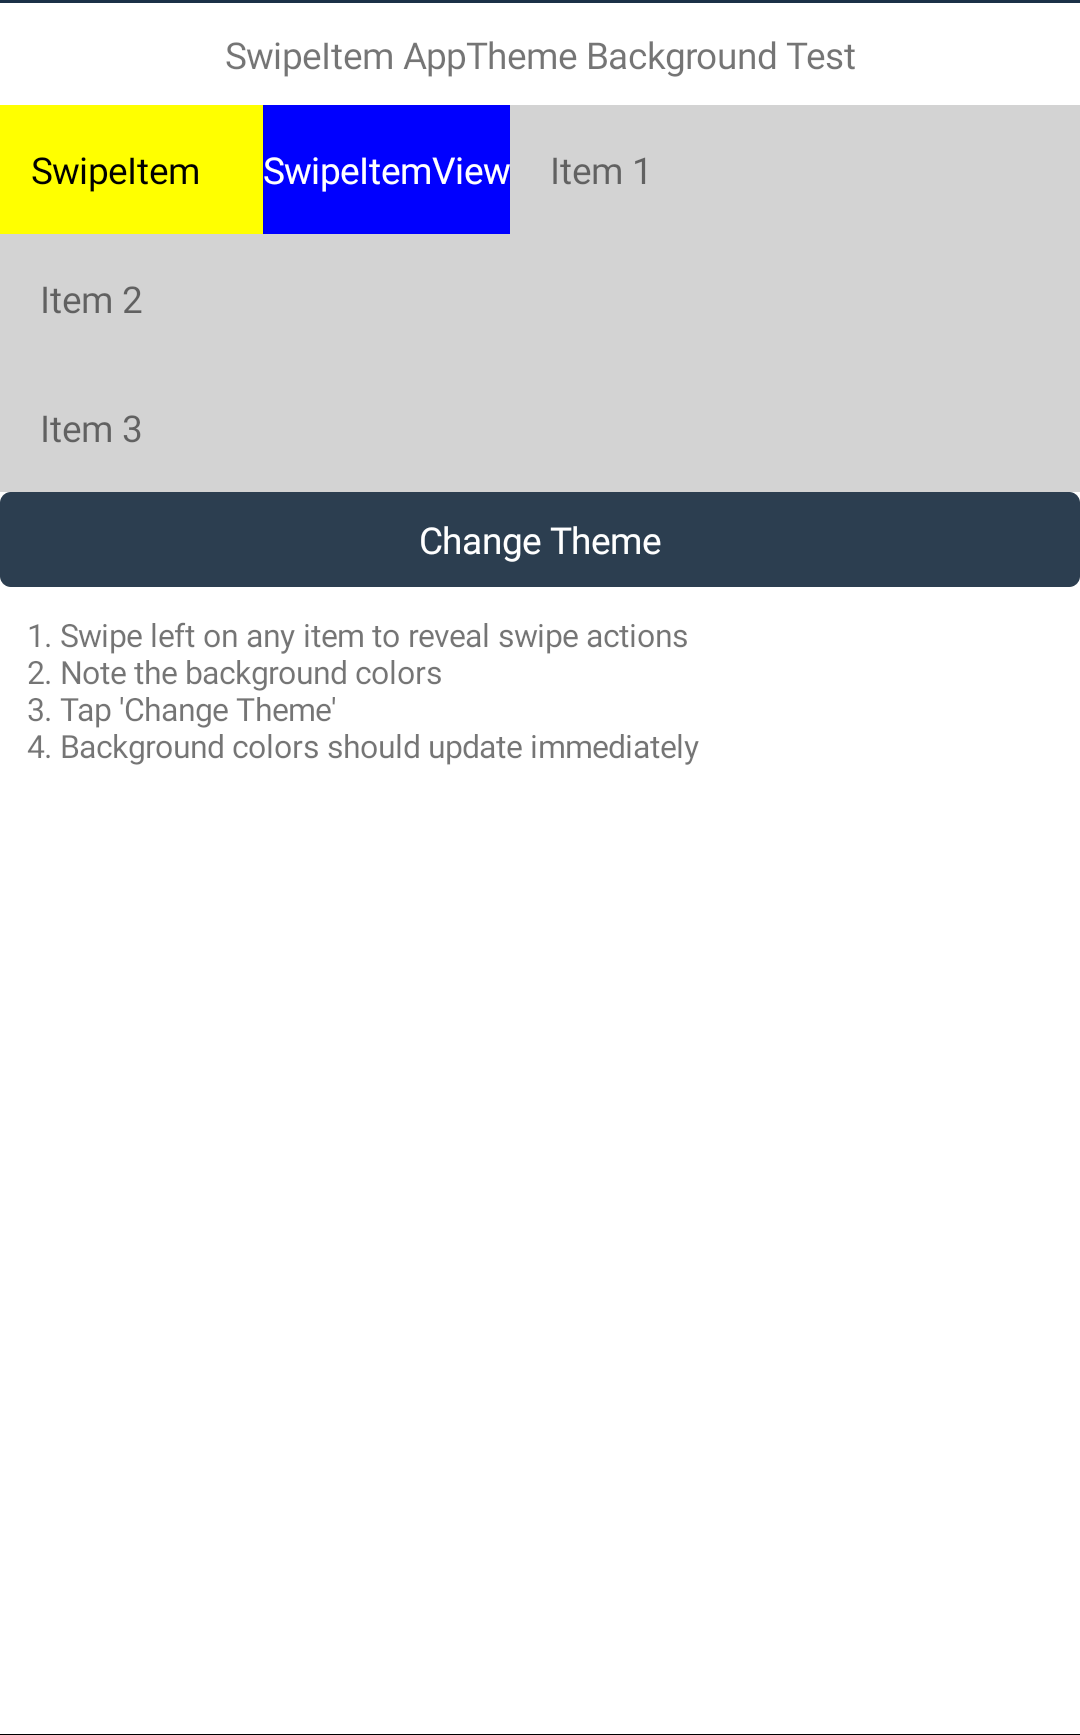 SwipeItem AppTheme Background Test
SwipeItem SwipeItemView Item 1
Item 2
Item 3
Change Theme
1. Swipe left on any item to reveal swipe actions
2. Note the background colors
3. Tap 'Change Theme'
4. Background colors should update immediately